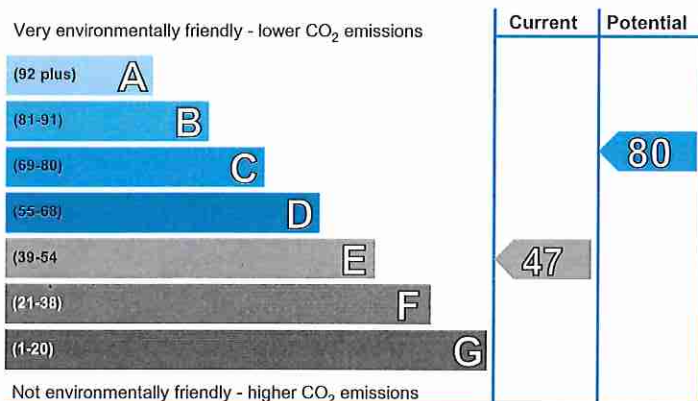 Current Potential
Very environmentally friendly - lower CO2 emissions
(92 plus) A
(81-91) B
(69-80) C
80
(55-68) D
(39-54 E
47
(21-38) F
(1-20) G
Not environmentally friendly - higher CO2 emissions